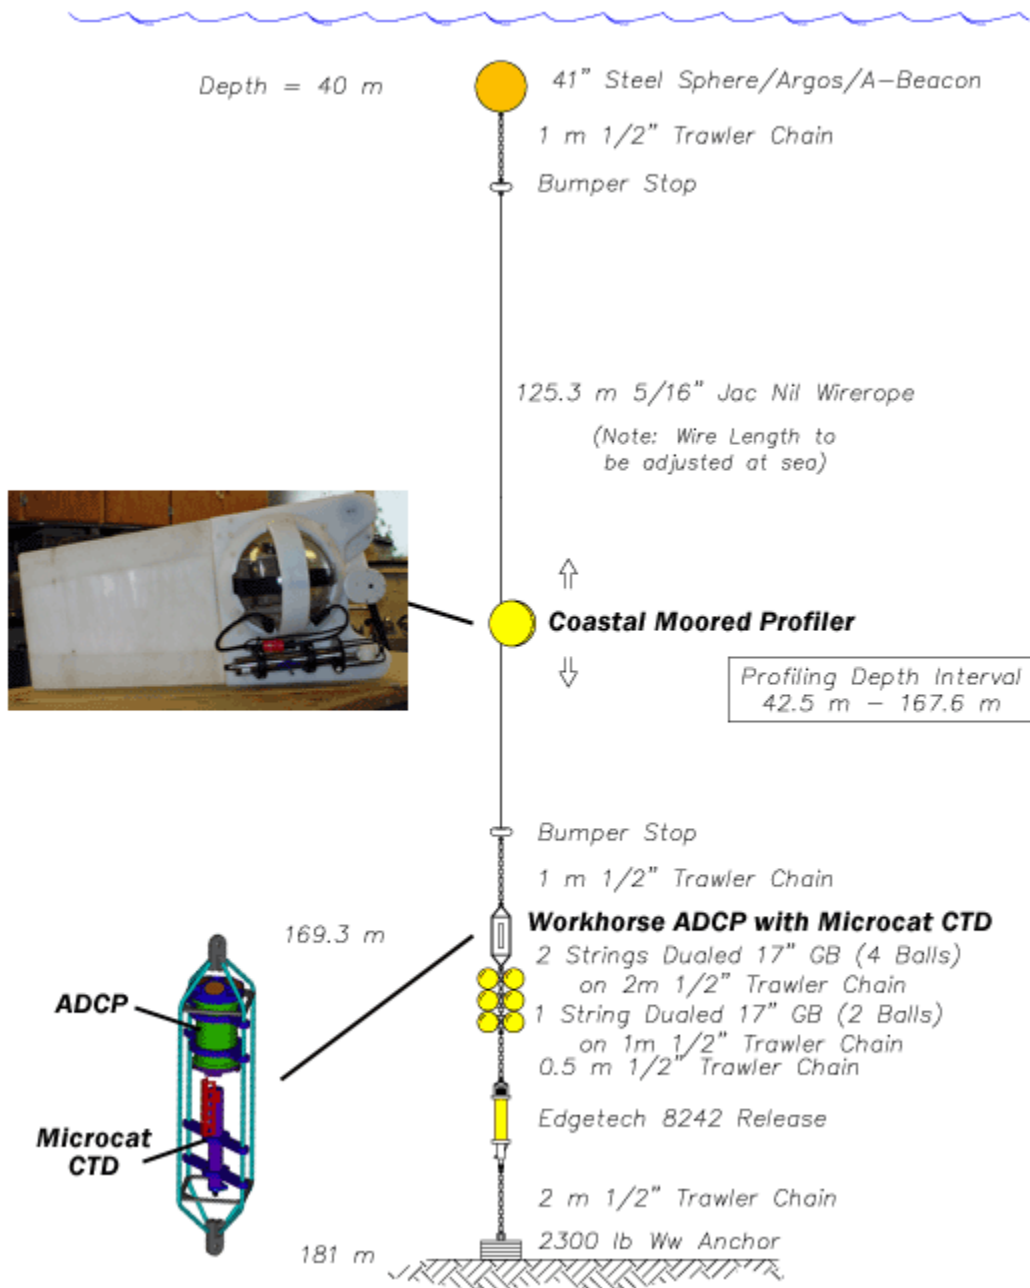 Depth = 40 m
41" Steel Sphere/Argos/A-Beacon
1 m 1/2" Trawler Chain
Bumper Stop
125.3 m 5/16" Jac Nil Wirerope
(Note: Wire Length to
be adjusted at sea)
Coastal Moored Profiler
Profiling Depth Interval
42.5 m - 167.6 m
Bumper Stop
1 m 1/2" Trawler Chain
Workhorse ADCP with Microcat CTD
169.3 m
2 Strings Dualed 17" GB (4 Balls)
on 2m 1/2" Trawler Chain
ADCP
1 String Dualed 17" GB (2 Balls)
on 1m 1/2" Trawler Chain
0.5 m 1/2" Trawler Chain
Edgetech 8242 Release
Microcat
CTD
2 m 1/2" Trawler Chain
2300 lb Ww Anchor
181 m